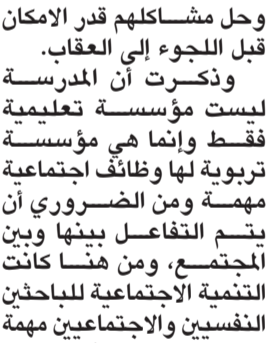 وحل مشاكلهم قدر الامكان
قبل اللجوء إلى العقاب.
وذكرت أن المدرسة
ليست مؤسسة تعليمية
فقط وإنما هي مؤسسة
تربوية لها وظائف اجتماعية
مهمة ومن الضروري أن
يتم التفاعل بينها وبين
المجتمع، ومن هنا كانت
التنمية الاجتماعية للباحثين
النفسيين والاجتماعيين مهمة